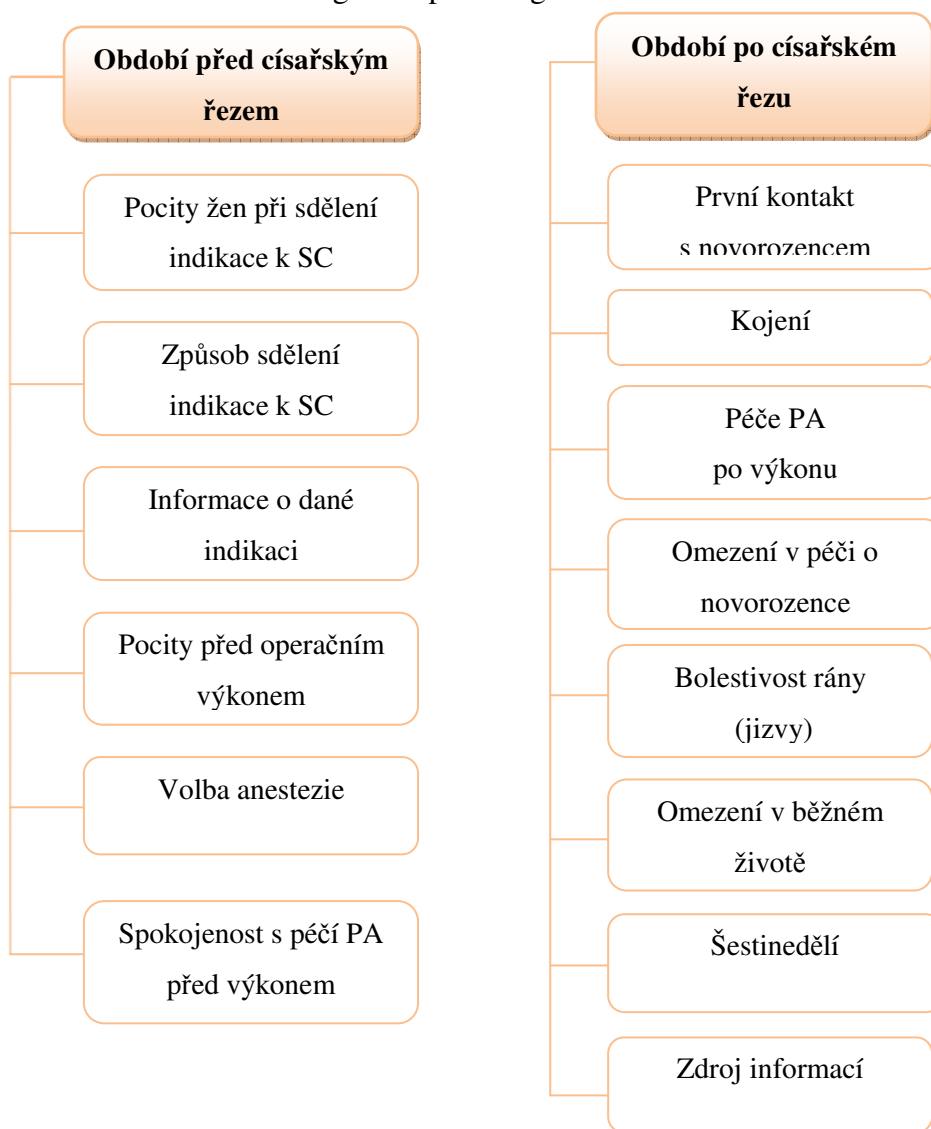 Období před císařským
řezem
Pocity žen při sdělení
indikace k SC
Způsob sdělení
indikace k SC
Informace o dané
indikaci
Pocity před operačním
výkonem
Volba anestezie
Spokojenost s péčí PA
před výkonem
Období po císařském
řezu
První kontakt
s novorozencem
Kojení
Péče PA
po výkonu
Omezení v péči o
novorozence
Bolestivost rány
(jizvy)
Omezení v běžném
životě
Šestinedělí
Zdroj informací